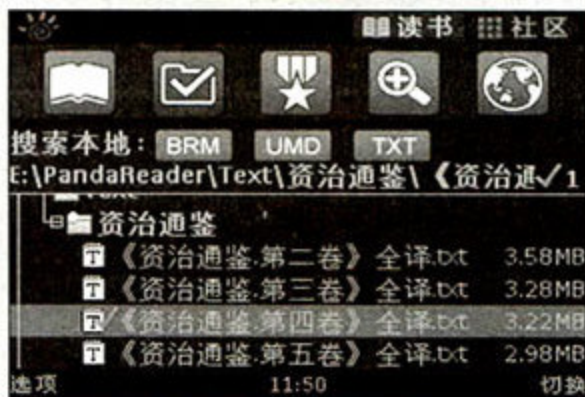 读书 社区
搜索本地: BRM UMD TXT
E:\PandaReader\Text\资治通鉴\《资治通✓1
资治通鉴
《资治通鉴.第二卷》全译.txt 3.58MB
《资治通鉴.第三卷》全译.txt 3.28MB
《资治通鉴.第四卷》全译.txt 3.22MB
《资治通鉴.第五卷》全译.txt 2.98MB
选项 11:50 切换